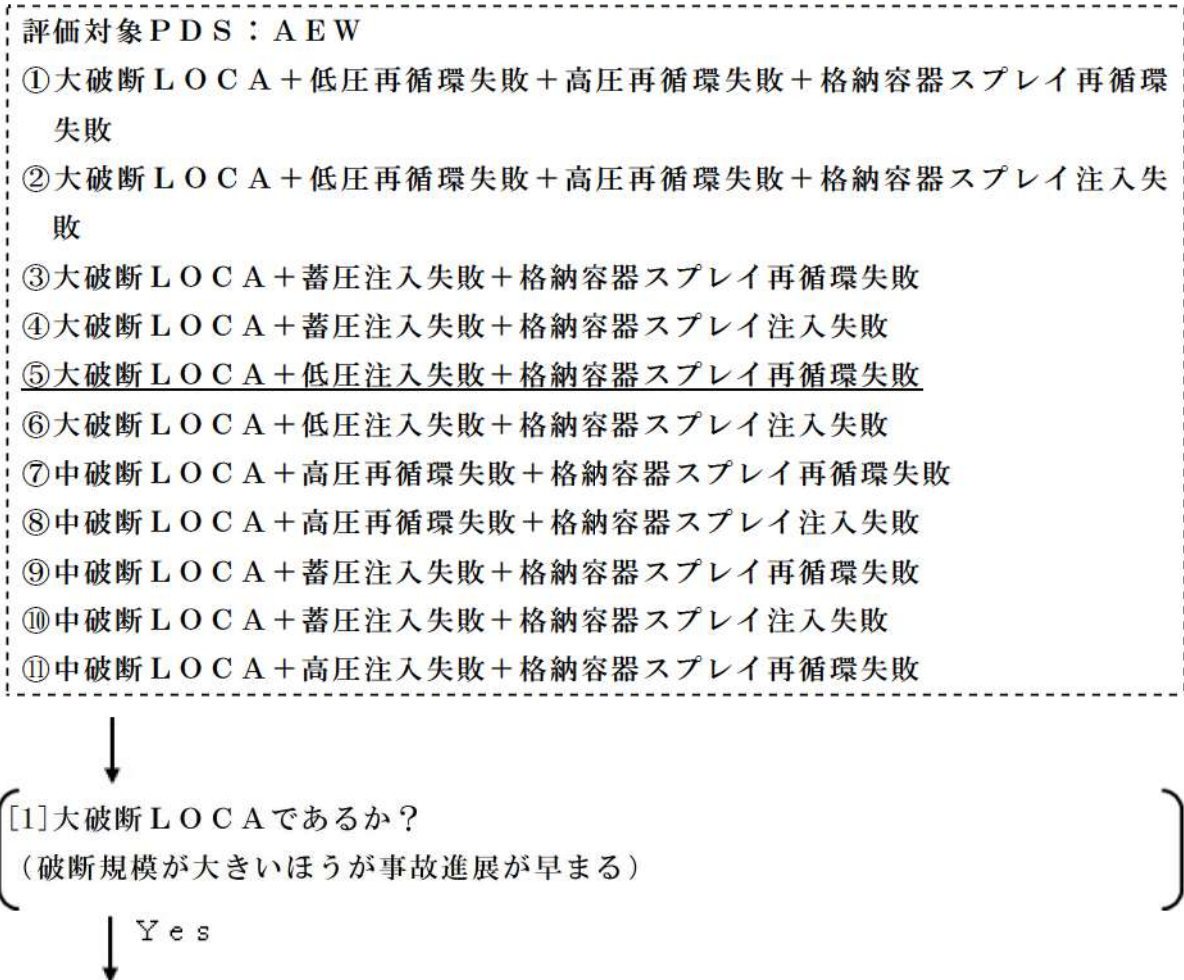 評価対象ＰＤＳ：ＡＥＷ
①大破断ＬＯＣＡ＋低圧再循環失敗＋高圧再循環失敗＋格納容器スプレイ再循環
失敗
②大破断ＬＯＣＡ＋低圧再循環失敗＋高圧再循環失敗＋格納容器スプレイ注入失
敗
③大破断ＬＯＣＡ＋蓄圧注入失敗＋格納容器スプレイ再循環失敗
④大破断ＬＯＣＡ＋蓄圧注入失敗＋格納容器スプレイ注入失敗
⑤大破断ＬＯＣＡ＋低圧注入失敗＋格納容器スプレイ再循環失敗
⑥大破断ＬＯＣＡ＋低圧注入失敗＋格納容器スプレイ注入失敗
⑦中破断ＬＯＣＡ＋高圧再循環失敗＋格納容器スプレイ再循環失敗
⑧中破断ＬＯＣＡ＋高圧再循環失敗＋格納容器スプレイ注入失敗
⑨中破断ＬＯＣＡ＋蓄圧注入失敗＋格納容器スプレイ再循環失敗
⑩中破断ＬＯＣＡ＋蓄圧注入失敗＋格納容器スプレイ注入失敗
⑪中破断ＬＯＣＡ＋高圧注入失敗＋格納容器スプレイ再循環失敗
[1]大破断ＬＯＣＡであるか？
（破断規模が大きいほうが事故進展が早まる）
Ｙｅｓ